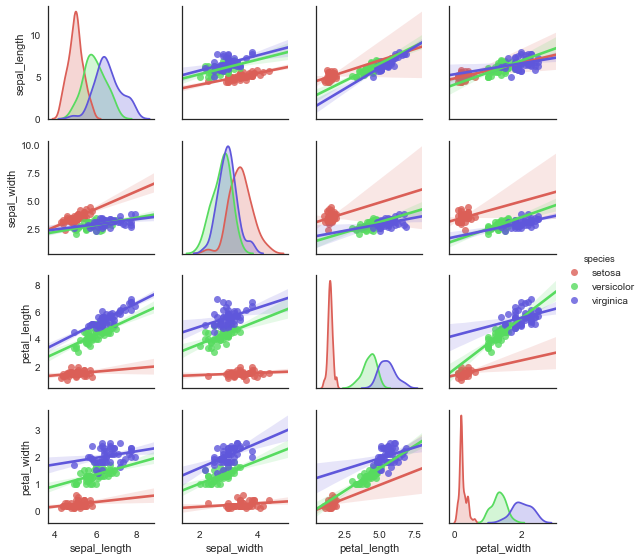 sepal_length
10
5
0
sepal_width
10.0
7.5
5.0
2.5
species
setosa
versicolor
virginica
petal_length
8
6
4
2
petal_width
3
2
1
0
4 6 8 2 4 2.5 5.0 7.5 0 2
sepal_length sepal_width petal_length petal_width